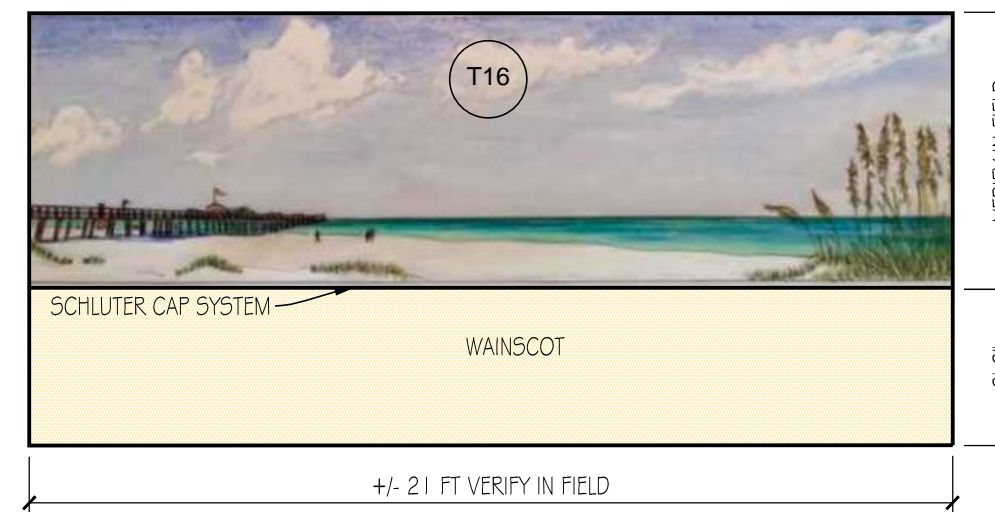 T16
SCHLUTER CAP SYSTEM
WAINSCOT
+/- 21 FT VERIFY IN FIELD